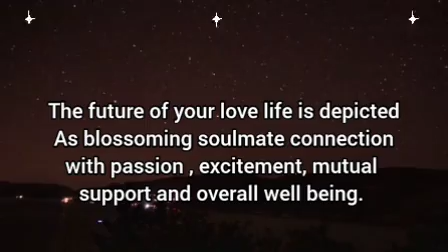 The future of your love life is depicted
As blossoming soulmate connection
with passion , excitement, mutual
support and overall well being.